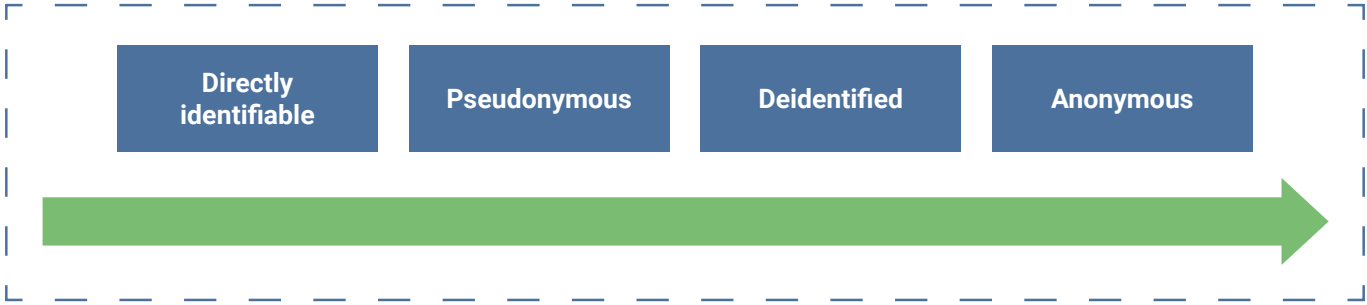 Directly
identifiable
Pseudonymous
Deidentified
Anonymous